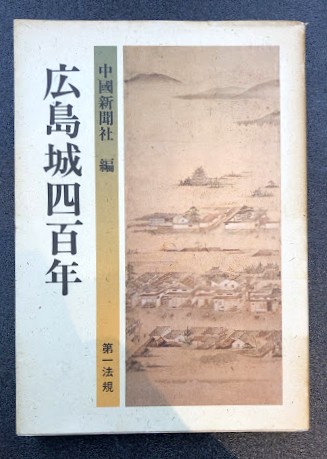 広島城四百年
中國新聞社 編
第一法規